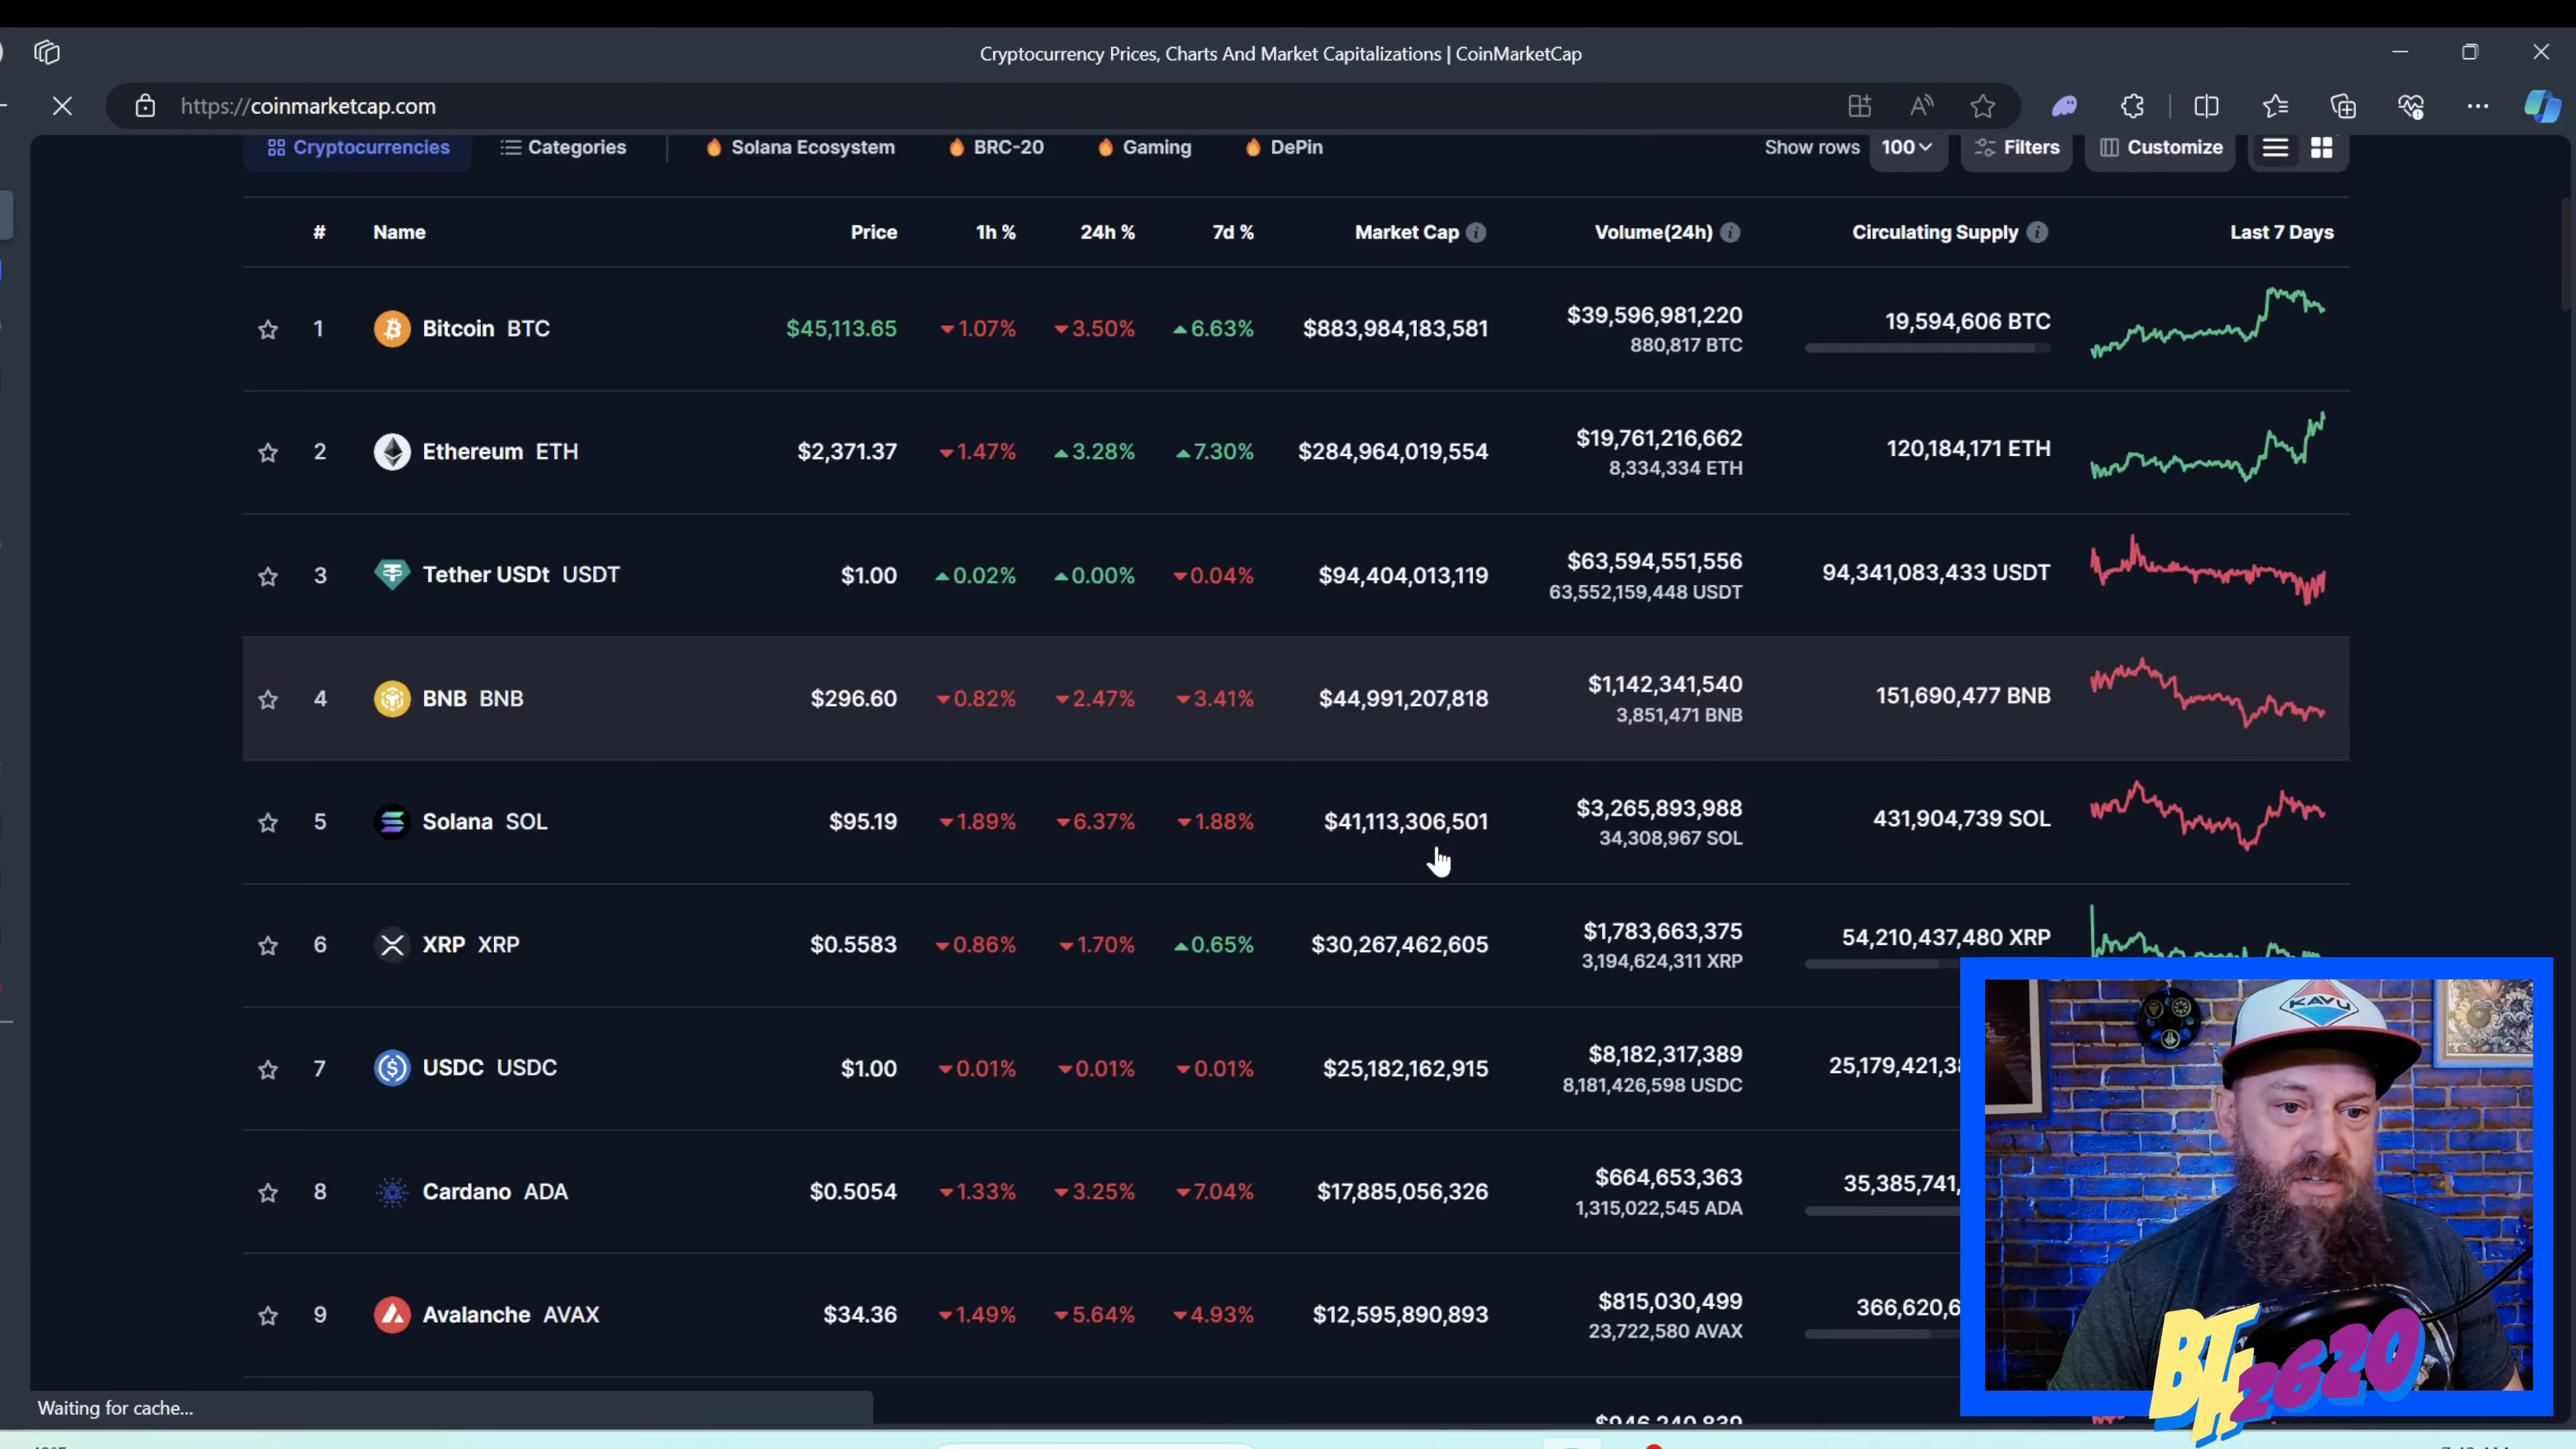 Cryptocurrency Prices, Charts And Market Capitalizations | CoinMarketCap
https://coinmarketcap.com
Cryptocurrencies Categories Solana Ecosystem BRC-20 Gaming DePin Show rows 100 Filters Customize
# Name Price 1h % 24h % 7d % Market Cap Volume(24h) Circulating Supply Last 7 Days
1 Bitcoin BTC $45,113.65 1.07% 3.50% 6.63% $883,984,183,581 $39,596,981,220 19,594,606 BTC
880,817 BTC
2 Ethereum ETH $2,371.37 1.47% 3.28% 7.30% $284,964,019,554 $19,761,216,662 120,184,171 ETH
8,334,334 ETH
3 Tether USDt USDT $1.00 0.02% 0.00% 0.04% $94,404,013,119 $63,594,551,556 94,341,083,433 USDT
63,552,159,448 USDT
4 BNB BNB $296.60 0.82% 2.47% 3.41% $44,991,207,818 $1,142,341,540 151,690,477 BNB
3,851,471 BNB
5 Solana SOL $95.19 1.89% 6.37% 1.88% $41,113,306,501 $3,265,893,988 431,904,739 SOL
34,308,967 SOL
6 XRP XRP $0.5583 0.86% 1.70% 0.65% $30,267,462,605 $1,783,663,375 54,210,437,480 XRP
3,194,624,311 XRP
7 USDC USDC $1.00 0.01% 0.01% 0.01% $25,182,162,915 $8,182,317,389 25,179,421,3
8,181,426,598 USDC
8 Cardano ADA $0.5054 1.33% 3.25% 7.04% $17,885,056,326 $664,653,363 35,385,741,
1,315,022,545 ADA
9 Avalanche AVAX $34.36 1.49% 5.64% 4.93% $12,595,890,893 $815,030,499 366,620,6
23,722,580 AVAX
KAVU
BTH
2620
Waiting for cache...